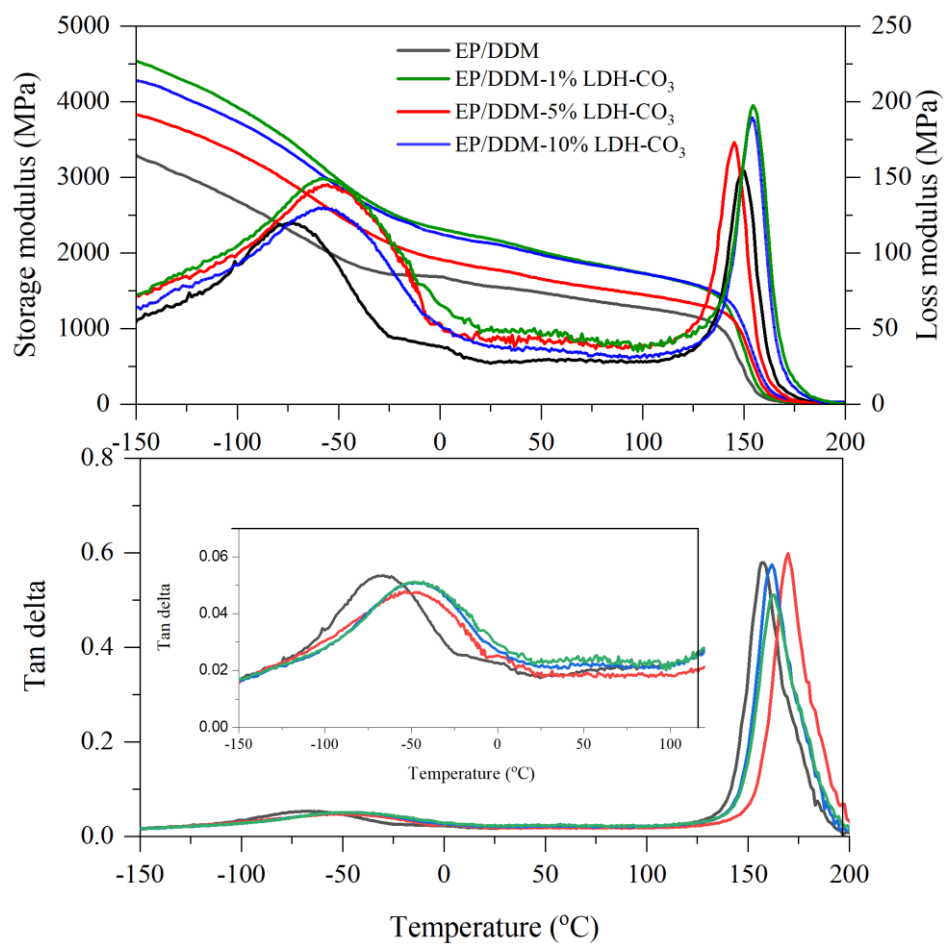 Storage modulus (MPa)
5000
4000
3000
2000
1000
0
EP/DDM
EP/DDM-1% LDH-CO₃
EP/DDM-5% LDH-CO₃
EP/DDM-10% LDH-CO₃
250
200
150
100
50
0
Loss modulus (MPa)
-150 -100 -50 0 50 100 150 200
Tan delta
0.8
0.6
0.4
0.2
0.0
Tan delta
0.06
0.04
0.02
0.00
-150 -100 -50 0 50 100
Temperature (°C)
-150 -100 -50 0 50 100 150 200
Temperature (°C)